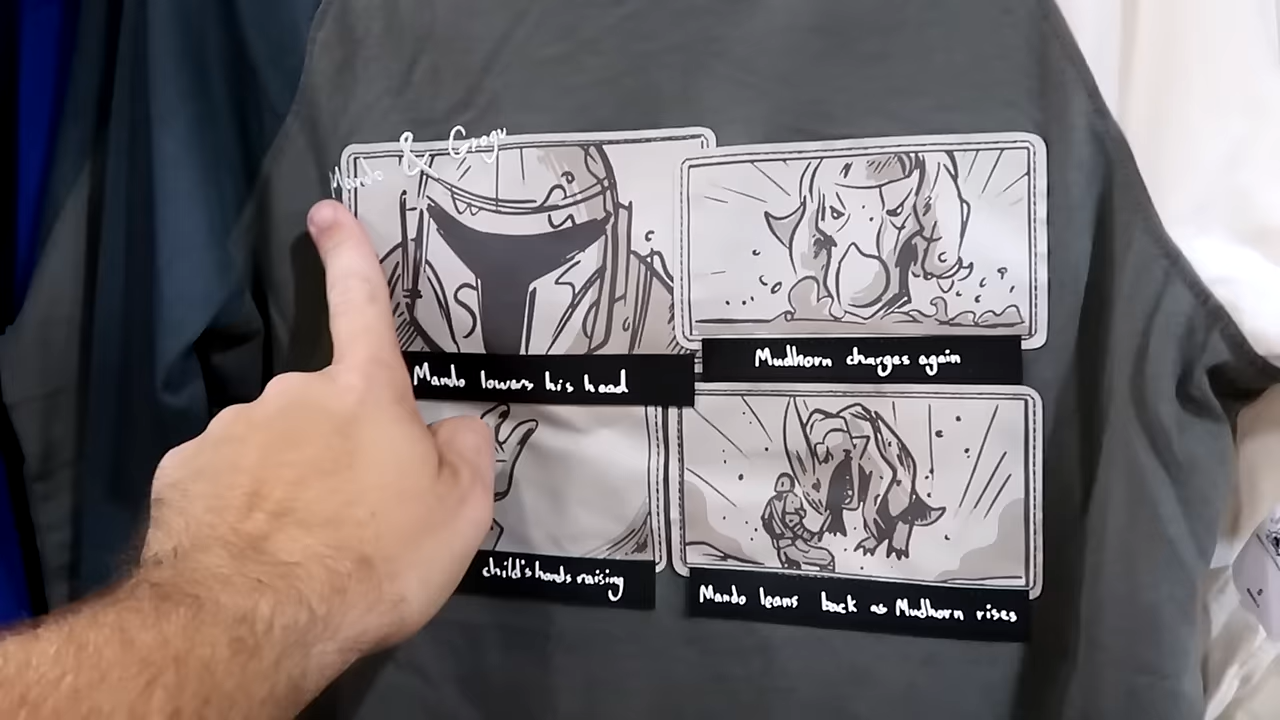 Mando & Grogu
Mando lowers his head
Mudhorn charges again
child's hands raising
Mando leans back as Mudhorn rises